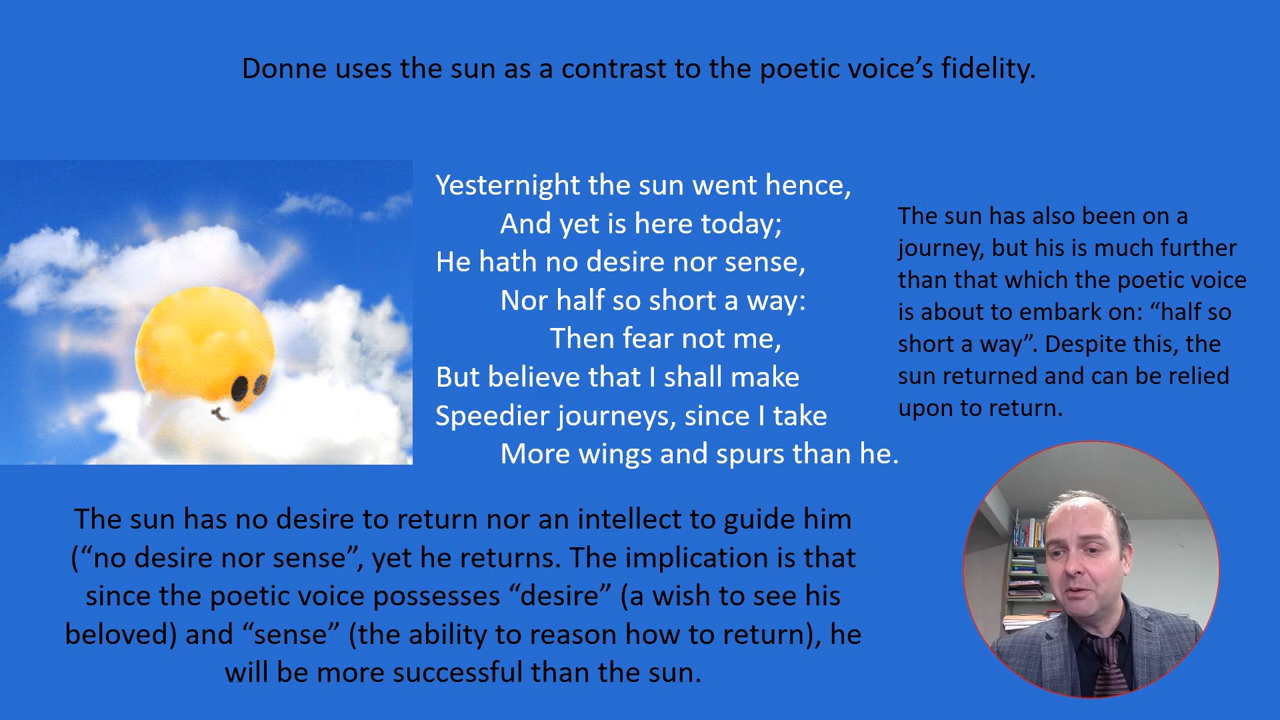 Donne uses the sun as a contrast to the poetic voice’s fidelity.
Yesternight the sun went hence,
And yet is here today;
He hath no desire nor sense,
Nor half so short a way:
Then fear not me,
But believe that I shall make
Speedier journeys, since I take
More wings and spurs than he.
The sun has also been on a
journey, but his is much further
than that which the poetic voice
is about to embark on: “half so
short a way”. Despite this, the
sun returned and can be relied
upon to return.
The sun has no desire to return nor an intellect to guide him
(“no desire nor sense”, yet he returns. The implication is that
since the poetic voice possesses “desire” (a wish to see his
beloved) and “sense” (the ability to reason how to return), he
will be more successful than the sun.